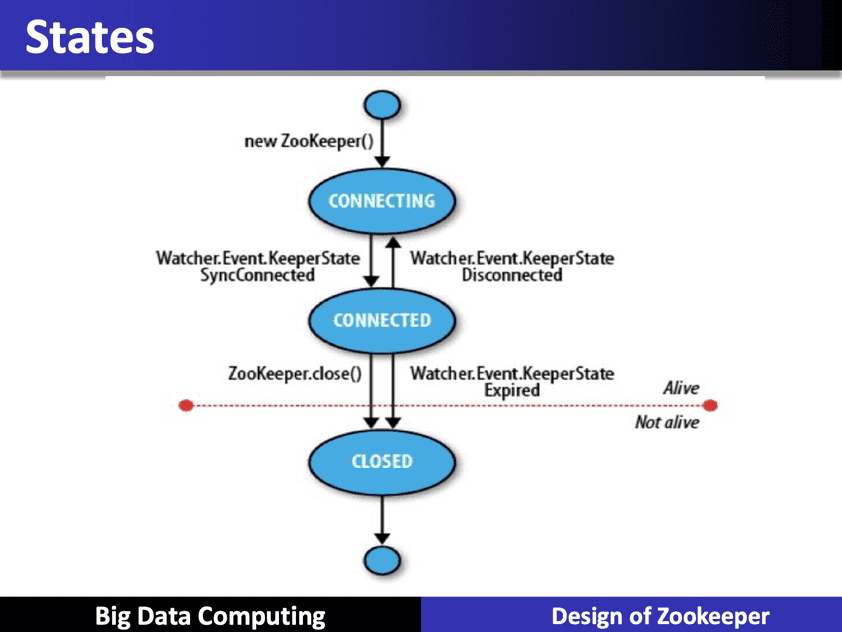 States
new ZooKeeper()
CONNECTING
Watcher.Event.KeeperState
SyncConnected
Watcher.Event.KeeperState
Disconnected
CONNECTED
ZooKeeper.close()
Watcher.Event.KeeperState
Expired
Alive
Not alive
CLOSED
Big Data Computing
Design of Zookeeper